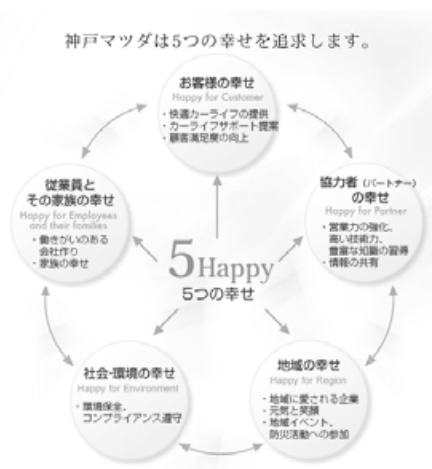 神戸マツダは5つの幸せを追求します。
お客様の幸せ
Happy for Customer
・快適カーライフの提供
・カーライフサポート提案
・顧客満足度の向上
従業員と
その家族の幸せ
Happy for Employees
and their families
・働きがいのある
会社作り
・家族の幸せ
協力者（パートナー）
の幸せ
Happy for Partner
・営業力の強化、
高い技術力、
豊富な知識の習得
・情報の共有
5Happy
5つの幸せ
社会・環境の幸せ
Happy for Environment
・環境保全、
コンプライアンス遵守
地域の幸せ
Happy for Region
・地域に愛される企業
・元気と笑顔
・地域イベント、
防災活動への参加